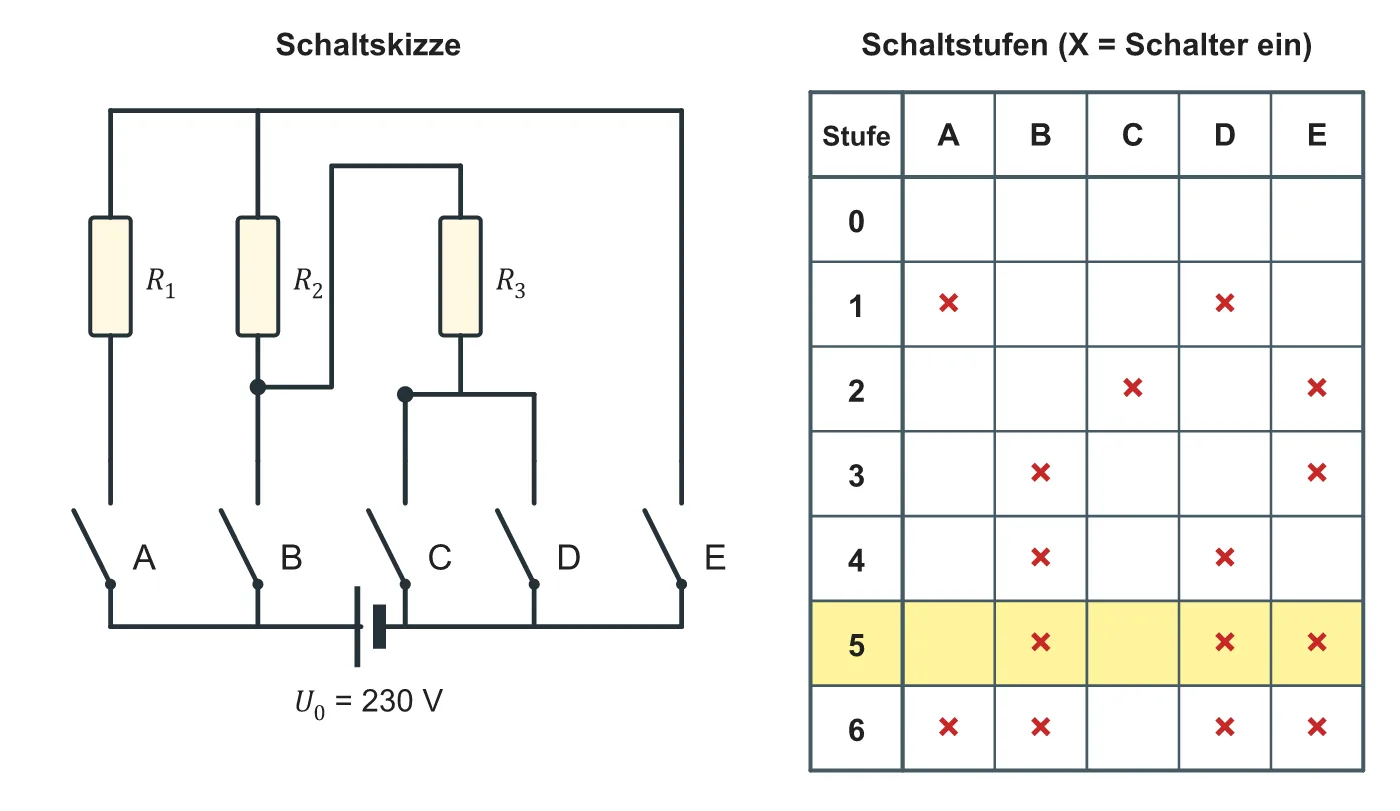 Schaltskizze
R1
R2
R3
A
B
C
D
E
U0 = 230 V
Schaltstufen (X = Schalter ein)
Stufe A B C D E
0
1 × ×
2 × ×
3 × ×
4 × ×
5 × × ×
6 × × × ×